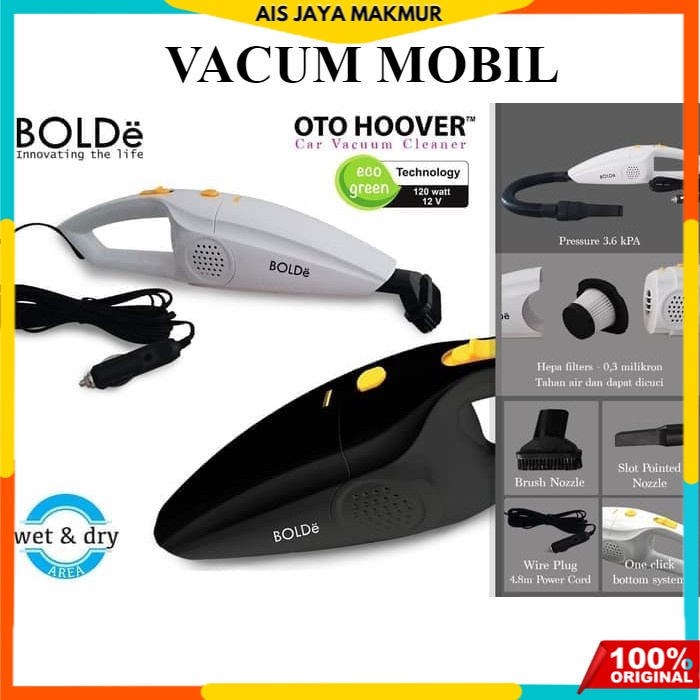 AIS JAYA MAKMUR
VACUM MOBIL
BOLDë
Innovating the life
OTO HOOVER™
Car Vacuum Cleaner
eco
green
Technology
120 watt
12 V
BOLDë
BOLDë
wet & dry
AREA
BOLDë
Pressure 3.6 kPA
Hepa filters - 0,3 milikron
Tahan air dan dapat dicuci
Brush Nozzle
Slot Pointed
Nozzle
Wire Plug
4.8m Power Cord
One click
bottom system
100%
ORIGINAL